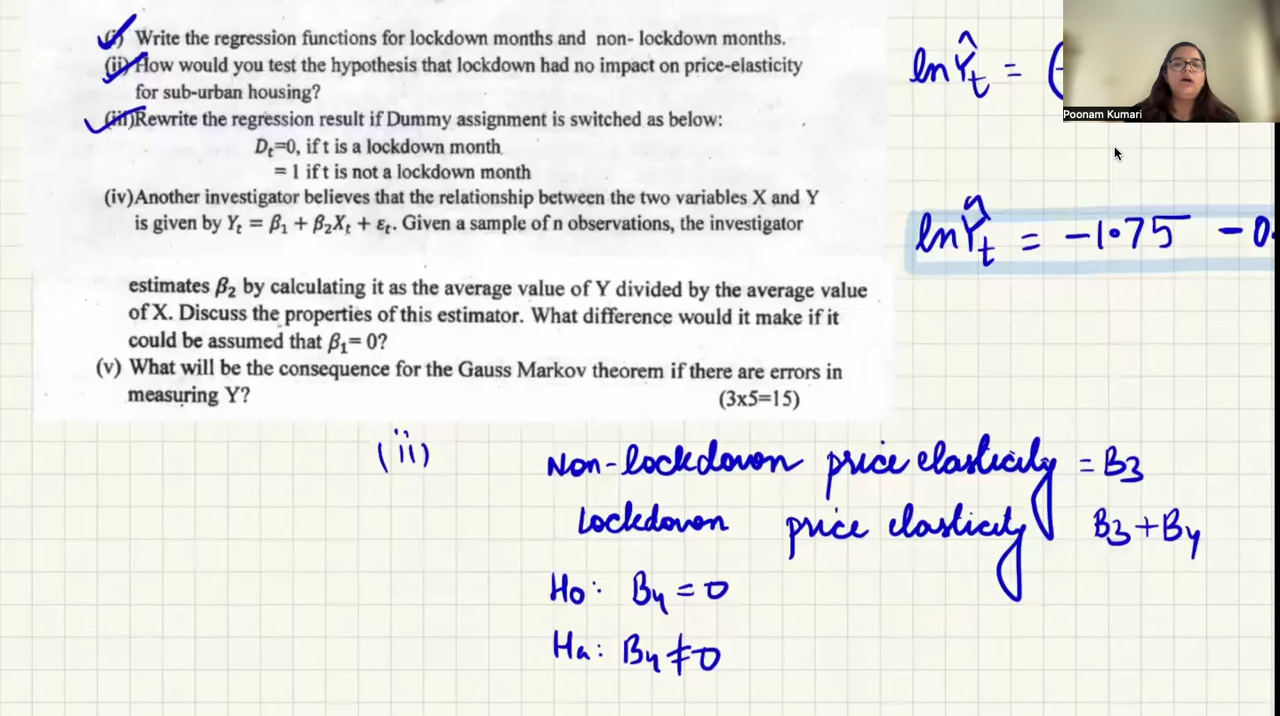 (i) Write the regression functions for lockdown months and non- lockdown months.
(ii) How would you test the hypothesis that lockdown had no impact on price-elasticity
for sub-urban housing?
(iii)Rewrite the regression result if Dummy assignment is switched as below:
Dₜ=0, if t is a lockdown month
= 1 if t is not a lockdown month
(iv)Another investigator believes that the relationship between the two variables X and Y
is given by Yₜ = β₁ + β₂Xₜ + εₜ. Given a sample of n observations, the investigator
estimates β₂ by calculating it as the average value of Y divided by the average value
of X. Discuss the properties of this estimator. What difference would it make if it
could be assumed that β₁= 0?
(v) What will be the consequence for the Gauss Markov theorem if there are errors in
measuring Y? (3x5=15)
ln Ŷₜ = (
Poonam Kumari
ln Ŷₜ = -1.75 - 0.
(ii) Non-lockdown price elasticity = B₃
Lockdown price elasticity B₃+B₄
Ho: B₄ = 0
Ha: B₄ ≠ 0